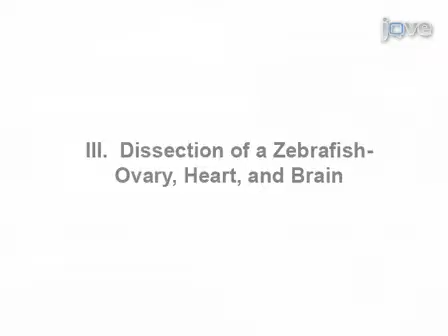 jove
III. Dissection of a Zebrafish-
Ovary, Heart, and Brain